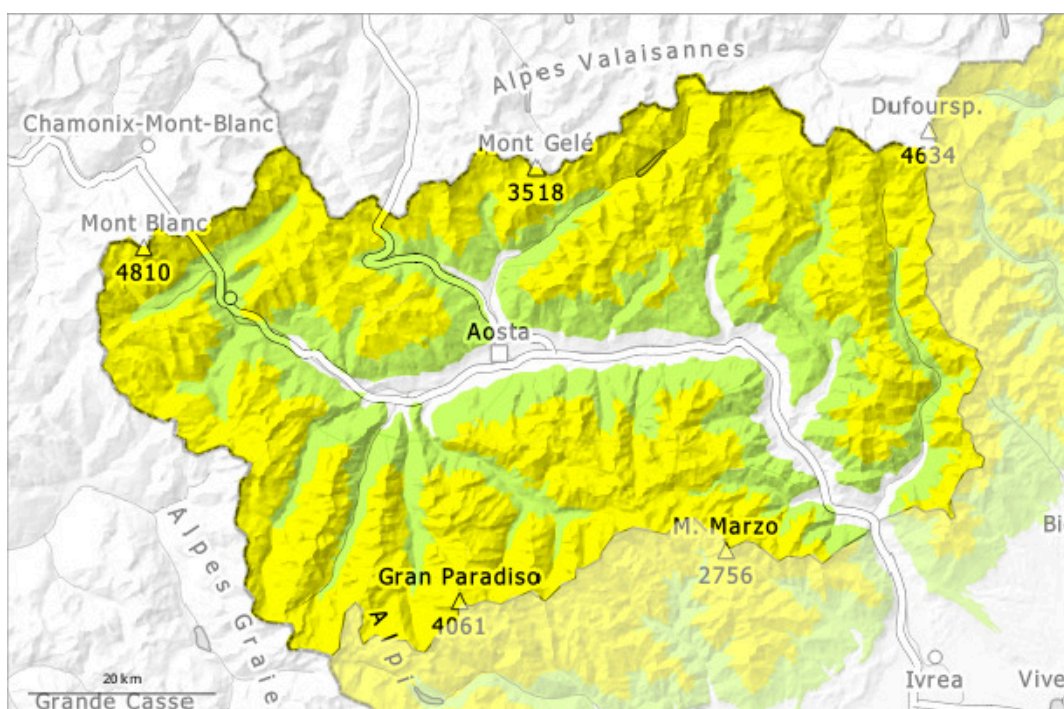 Alpes Valaisannes
Dufoursp.
4634
Chamonix-Mont-Blanc
Mont Gelé
3518
Mont Blanc
4810
Aosta
Alpes Graie
M. Marzo
2756
Gran Paradiso
4061
Alpi
20 km
Grande Casse
Ivrea
Bi
Vive